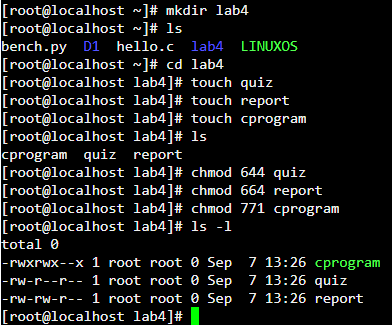 [root@localhost ~]# mkdir lab4
[root@localhost ~]# ls
bench.py  D1  hello.c  lab4  LINUXOS
[root@localhost ~]# cd lab4
[root@localhost lab4]# touch quiz
[root@localhost lab4]# touch report
[root@localhost lab4]# touch cprogram
[root@localhost lab4]# ls
cprogram  quiz  report
[root@localhost lab4]# chmod 644 quiz
[root@localhost lab4]# chmod 664 report
[root@localhost lab4]# chmod 771 cprogram
[root@localhost lab4]# ls -l
total 0
-rwxrwx--x 1 root root 0 Sep  7 13:26 cprogram
-rw-r--r-- 1 root root 0 Sep  7 13:26 quiz
-rw-rw-r-- 1 root root 0 Sep  7 13:26 report
[root@localhost lab4]#